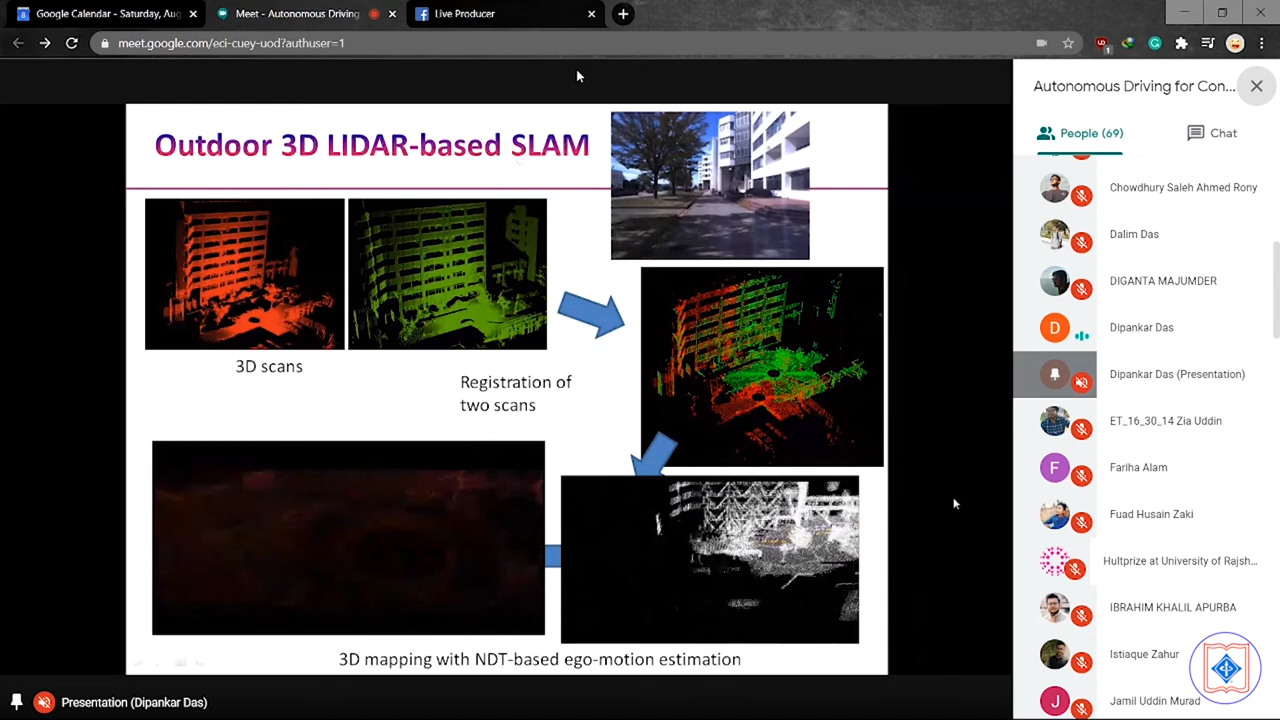 Google Calendar - Saturday, Aug
Meet - Autonomous Driving
Live Producer
meet.google.com/eci-cuey-uod?authuser=1
1
Autonomous Driving for Con...
People (69)
Chat
Outdoor 3D LIDAR-based SLAM
3D scans
Registration of
two scans
3D mapping with NDT-based ego-motion estimation
Chowdhury Saleh Ahmed Rony
Dalim Das
DIGANTA MAJUMDER
D
Dipankar Das
Dipankar Das (Presentation)
ET_16_30_14 Zia Uddin
F
Fariha Alam
Fuad Husain Zaki
Hultprize at University of Rajsh...
IBRAHIM KHALIL APURBA
Istiaque Zahur
J
Jamil Uddin Murad
Presentation (Dipankar Das)